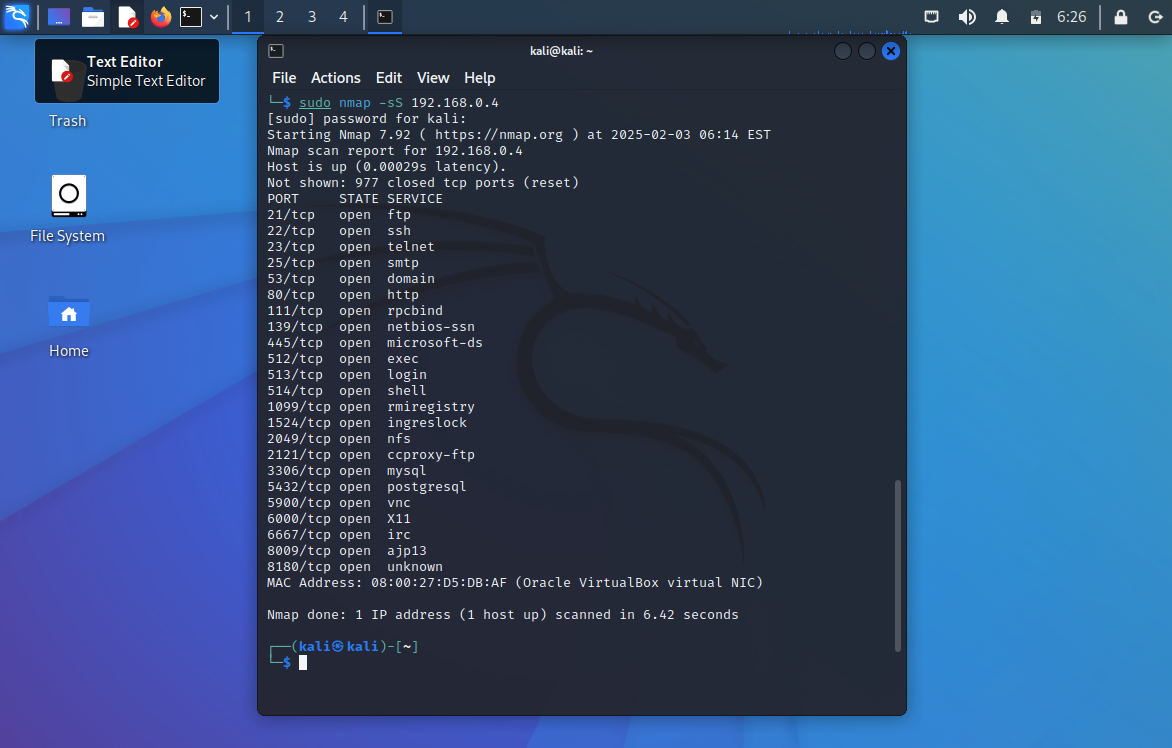 1 2 3 4 6:26
Text Editor
Simple Text Editor
Trash
File System
Home
kali@kali: ~
File Actions Edit View Help
└─$ sudo nmap -sS 192.168.0.4
[sudo] password for kali:
Starting Nmap 7.92 ( https://nmap.org ) at 2025-02-03 06:14 EST
Nmap scan report for 192.168.0.4
Host is up (0.00029s latency).
Not shown: 977 closed tcp ports (reset)
PORT     STATE SERVICE
21/tcp   open  ftp
22/tcp   open  ssh
23/tcp   open  telnet
25/tcp   open  smtp
53/tcp   open  domain
80/tcp   open  http
111/tcp  open  rpcbind
139/tcp  open  netbios-ssn
445/tcp  open  microsoft-ds
512/tcp  open  exec
513/tcp  open  login
514/tcp  open  shell
1099/tcp open  rmiregistry
1524/tcp open  ingreslock
2049/tcp open  nfs
2121/tcp open  ccproxy-ftp
3306/tcp open  mysql
5432/tcp open  postgresql
5900/tcp open  vnc
6000/tcp open  X11
6667/tcp open  irc
8009/tcp open  ajp13
8180/tcp open  unknown
MAC Address: 08:00:27:D5:DB:AF (Oracle VirtualBox virtual NIC)
Nmap done: 1 IP address (1 host up) scanned in 6.42 seconds
┌──(kali㉿kali)-[~]
└─$